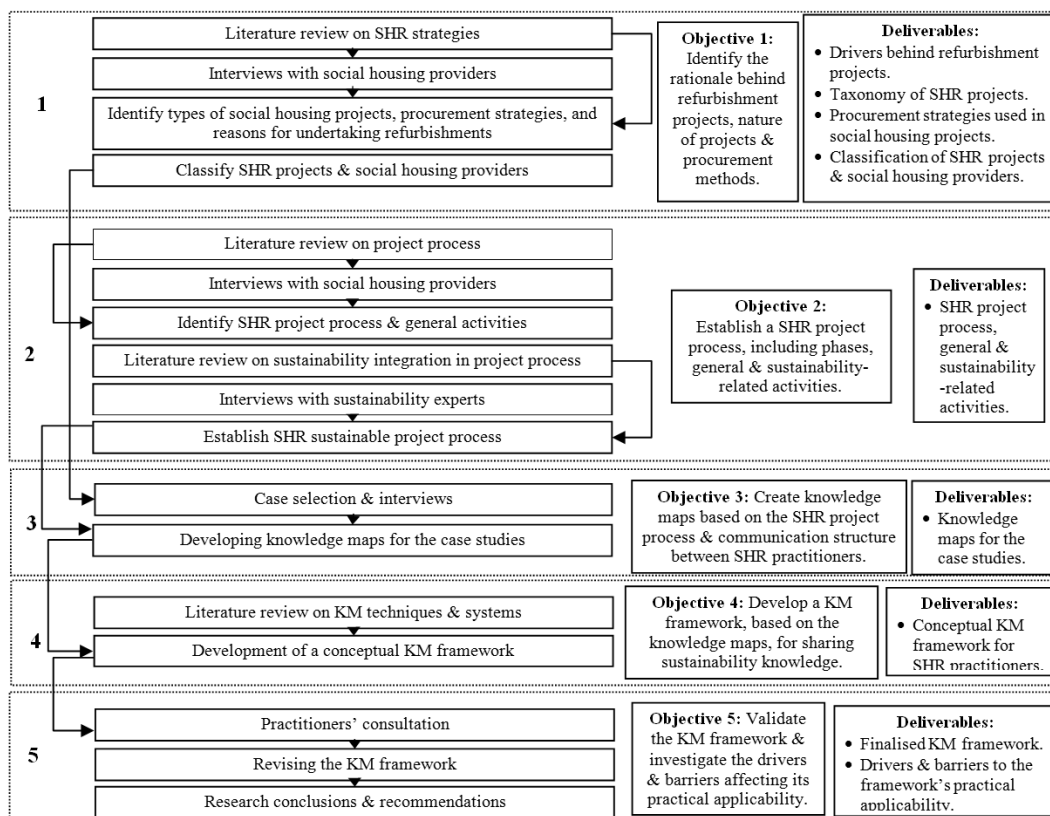 1
Literature review on SHR strategies
Interviews with social housing providers
Identify types of social housing projects, procurement strategies, and
reasons for undertaking refurbishments
Classify SHR projects & social housing providers
Objective 1:
Identify the
rationale behind
refurbishment
projects, nature
of projects &
procurement
methods.
Deliverables:
• Drivers behind refurbishment
projects.
• Taxonomy of SHR projects.
• Procurement strategies used in
social housing projects.
• Classification of SHR projects
& social housing providers.
2
Literature review on project process
Interviews with social housing providers
Identify SHR project process & general activities
Literature review on sustainability integration in project process
Interviews with sustainability experts
Establish SHR sustainable project process
Objective 2:
Establish a SHR project
process, including phases,
general & sustainability-
related activities.
Deliverables:
• SHR project
process,
general &
sustainability
-related
activities.
3
Case selection & interviews
Developing knowledge maps for the case studies
Objective 3: Create knowledge
maps based on the SHR project
process & communication structure
between SHR practitioners.
Deliverables:
• Knowledge
maps for the
case studies.
4
Literature review on KM techniques & systems
Development of a conceptual KM framework
Objective 4: Develop a KM
framework, based on the
knowledge maps, for sharing
sustainability knowledge.
Deliverables:
• Conceptual KM
framework for
SHR practitioners.
5
Practitioners' consultation
Revising the KM framework
Research conclusions & recommendations
Objective 5: Validate
the KM framework &
investigate the drivers
& barriers affecting its
practical applicability.
Deliverables:
• Finalised KM framework.
• Drivers & barriers to the
framework's practical
applicability.